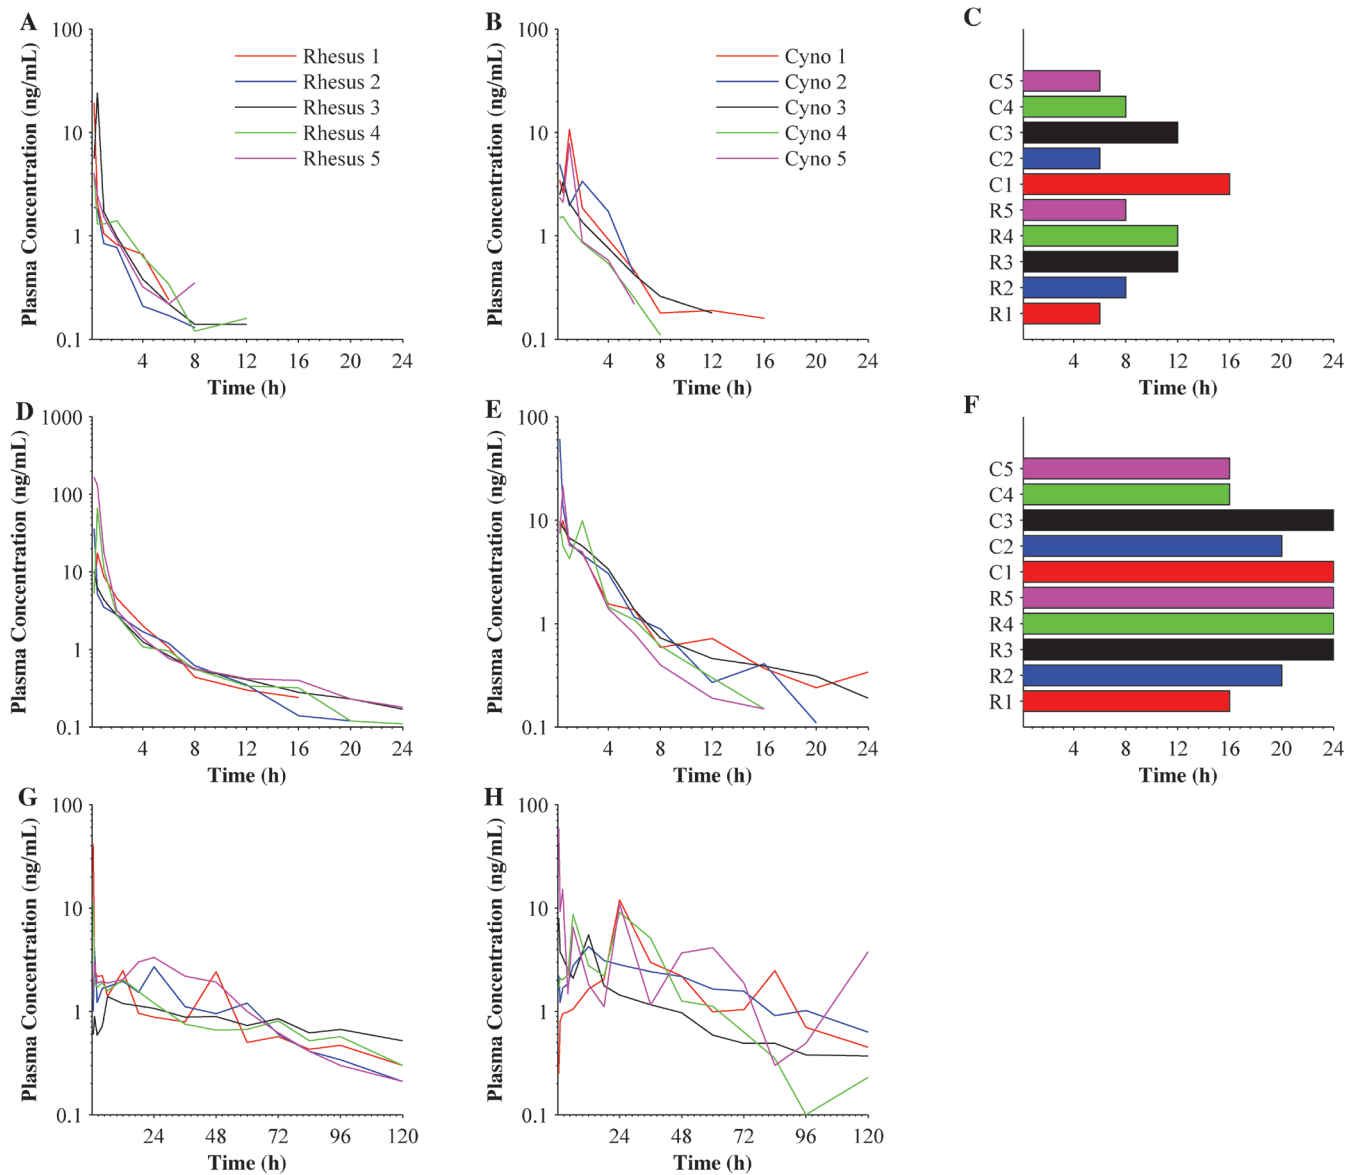 A
Plasma Concentration (ng/mL)
100
10
1
0.1
Rhesus 1
Rhesus 2
Rhesus 3
Rhesus 4
Rhesus 5
4 8 12 16 20 24
Time (h)
B
Plasma Concentration (ng/mL)
100
10
1
0.1
Cyno 1
Cyno 2
Cyno 3
Cyno 4
Cyno 5
4 8 12 16 20 24
Time (h)
C
C5
C4
C3
C2
C1
R5
R4
R3
R2
R1
4 8 12 16 20 24
Time (h)
D
Plasma Concentration (ng/mL)
1000
100
10
1
0.1
4 8 12 16 20 24
Time (h)
E
Plasma Concentration (ng/mL)
100
10
1
0.1
4 8 12 16 20 24
Time (h)
F
C5
C4
C3
C2
C1
R5
R4
R3
R2
R1
4 8 12 16 20 24
Time (h)
G
Plasma Concentration (ng/mL)
100
10
1
0.1
24 48 72 96 120
Time (h)
H
Plasma Concentration (ng/mL)
100
10
1
0.1
24 48 72 96 120
Time (h)